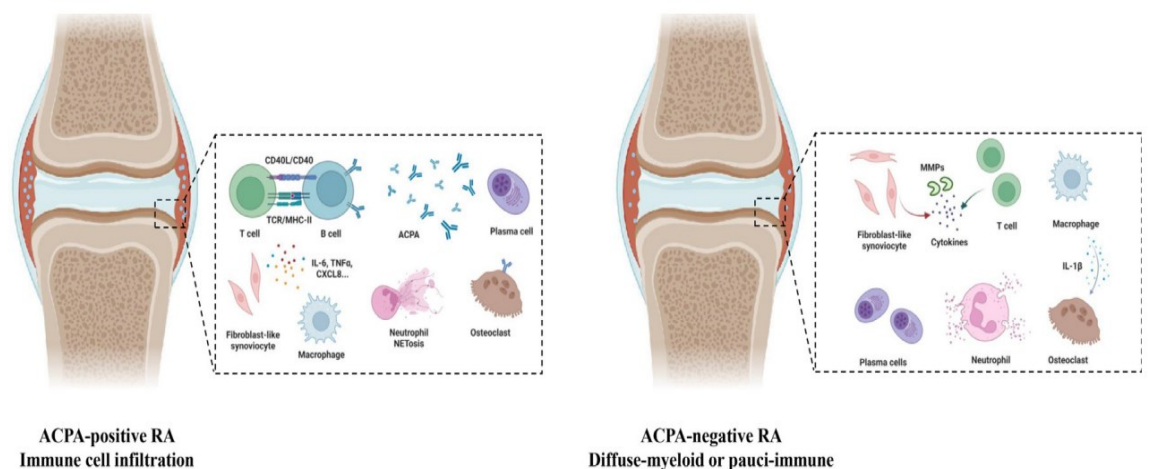 CD40L/CD40
TCR/MHC-II
T cell
B cell
ACPA
Plasma cell
IL-6, TNFα,
CXCL8...
Fibroblast-like
synoviocyte
Macrophage
Neutrophil
NETosis
Osteoclast
ACPA-positive RA
Immune cell infiltration
MMPs
Fibroblast-like
synoviocyte
Cytokines
T cell
Macrophage
IL-1β
Plasma cells
Neutrophil
Osteoclast
ACPA-negative RA
Diffuse-myeloid or pauci-immune